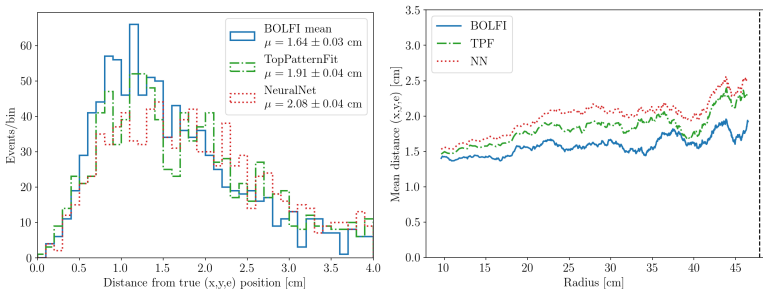 BOLFI mean
μ = 1.64 ± 0.03 cm
TopPatternFit
μ = 1.91 ± 0.04 cm
NeuralNet
μ = 2.08 ± 0.04 cm
Events/bin
60
50
40
30
20
10
0
0.0 0.5 1.0 1.5 2.0 2.5 3.0 3.5 4.0
Distance from true (x,y,e) position [cm]
BOLFI
TPF
NN
Mean distance (x,y,e) [cm]
3.5
3.0
2.5
2.0
1.5
1.0
0.5
0.0
10 15 20 25 30 35 40 45
Radius [cm]